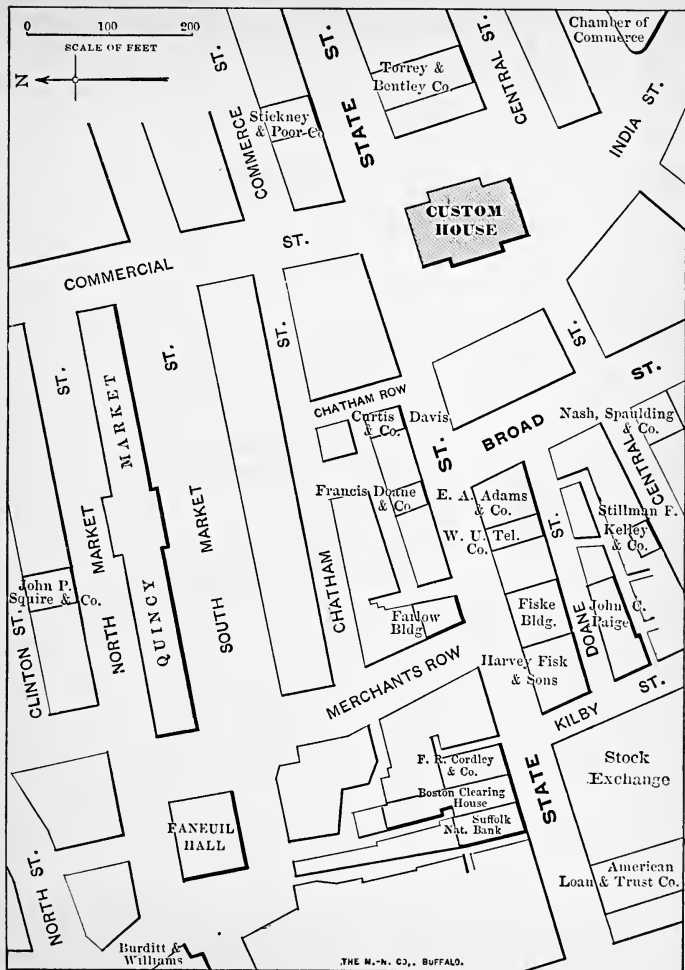 0 100 200
SCALE OF FEET
N
COMMERCE
ST.
STATE ST.
Stickney
& Poor Co
Torrey &
Bentley Co.
CENTRAL ST.
Chamber of
Commerce
INDIA ST.
CUSTOM
HOUSE
COMMERCIAL
ST.
ST.
ST.
ST.
ST.
ST.
CHATHAM ROW
Curtis Davis
& Co.
ST.
BROAD
Nash, Spaulding
& Co.
CENTRAL
MARKET
Francis Doane
& Co
E. A. Adams
& Co.
W. U. Tel.
Co.
ST.
Stillman F.
Kelley
& Co.
John P.
Squire & Co.
CLINTON ST.
NORTH MARKET
QUINCY
SOUTH MARKET
CHATHAM
Farlow
Bldg
Fiske
Bldg.
DOANE
John C.
Paige
MERCHANTS ROW
Harvey Fisk
& Sons
KILBY
ST.
F. R. Cordley
& Co.
Boston Clearing
House
Suffolk
Nat. Bank
STATE
Stock
Exchange
FANEUIL
HALL
American
Loan & Trust Co.
NORTH ST.
Burditt &
Williams
THE M.-N. CO., BUFFALO.